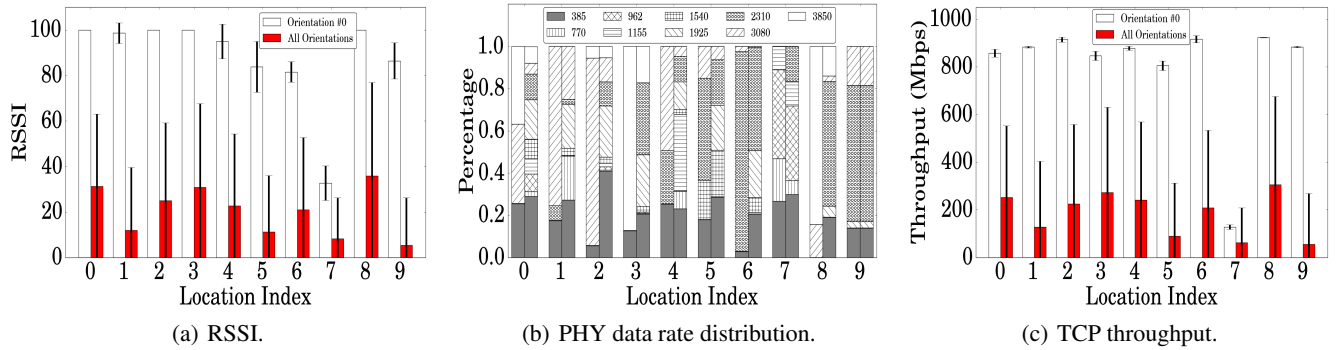 RSSI
100
80
60
40
20
0
Orientation #0
All Orientations
0 1 2 3 4 5 6 7 8 9
Location Index
(a) RSSI.
385 962 1540 2310 3850
770 1155 1925 3080
Percentage
1.0
0.8
0.6
0.4
0.2
0.0
0 1 2 3 4 5 6 7 8 9
Location Index
(b) PHY data rate distribution.
Throughput (Mbps)
1000
800
600
400
200
0
Orientation #0
All Orientations
0 1 2 3 4 5 6 7 8 9
Location Index
(c) TCP throughput.